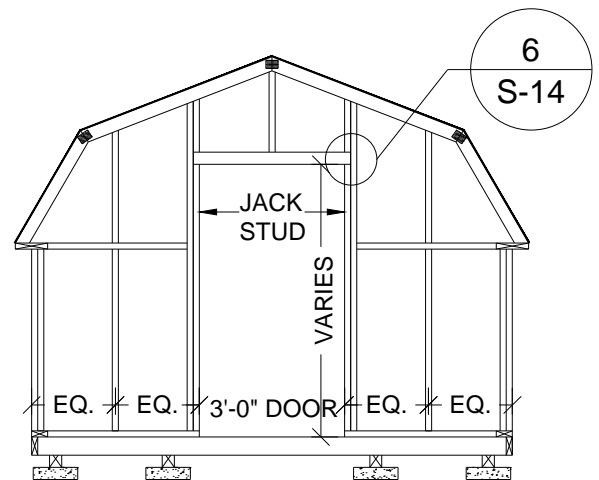 6
S-14
JACK
STUD
VARIES
EQ. EQ. 3'-0" DOOR EQ. EQ.